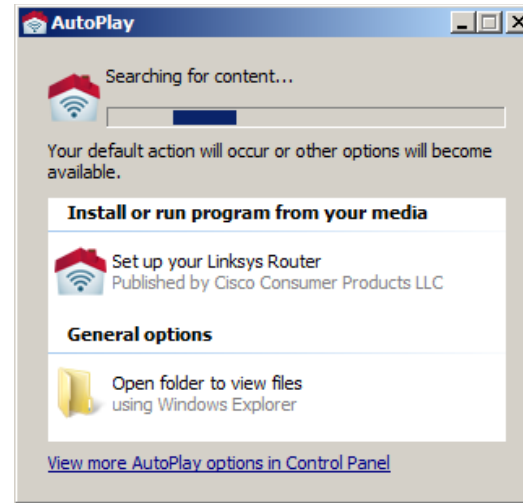 AutoPlay
Searching for content...
Your default action will occur or other options will become
available.
Install or run program from your media
Set up your Linksys Router
Published by Cisco Consumer Products LLC
General options
Open folder to view files
using Windows Explorer
View more AutoPlay options in Control Panel